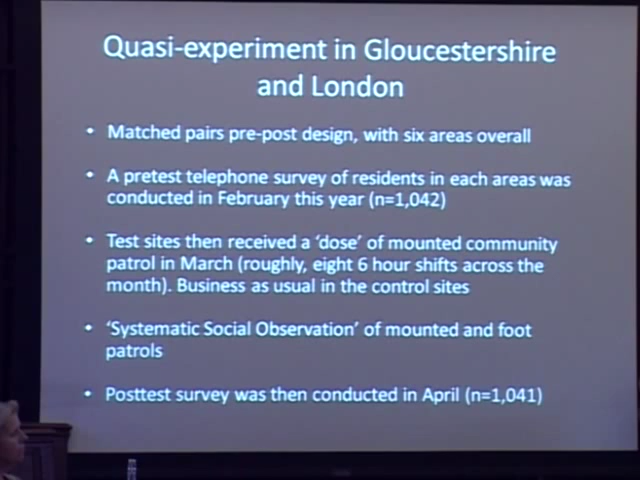 Quasi-experiment in Gloucestershire
and London
• Matched pairs pre-post design, with six areas overall
• A pretest telephone survey of residents in each areas was
conducted in February this year (n=1,042)
• Test sites then received a ‘dose’ of mounted community
patrol in March (roughly, eight 6 hour shifts across the
month). Business as usual in the control sites
• ‘Systematic Social Observation’ of mounted and foot
patrols
• Posttest survey was then conducted in April (n=1,041)